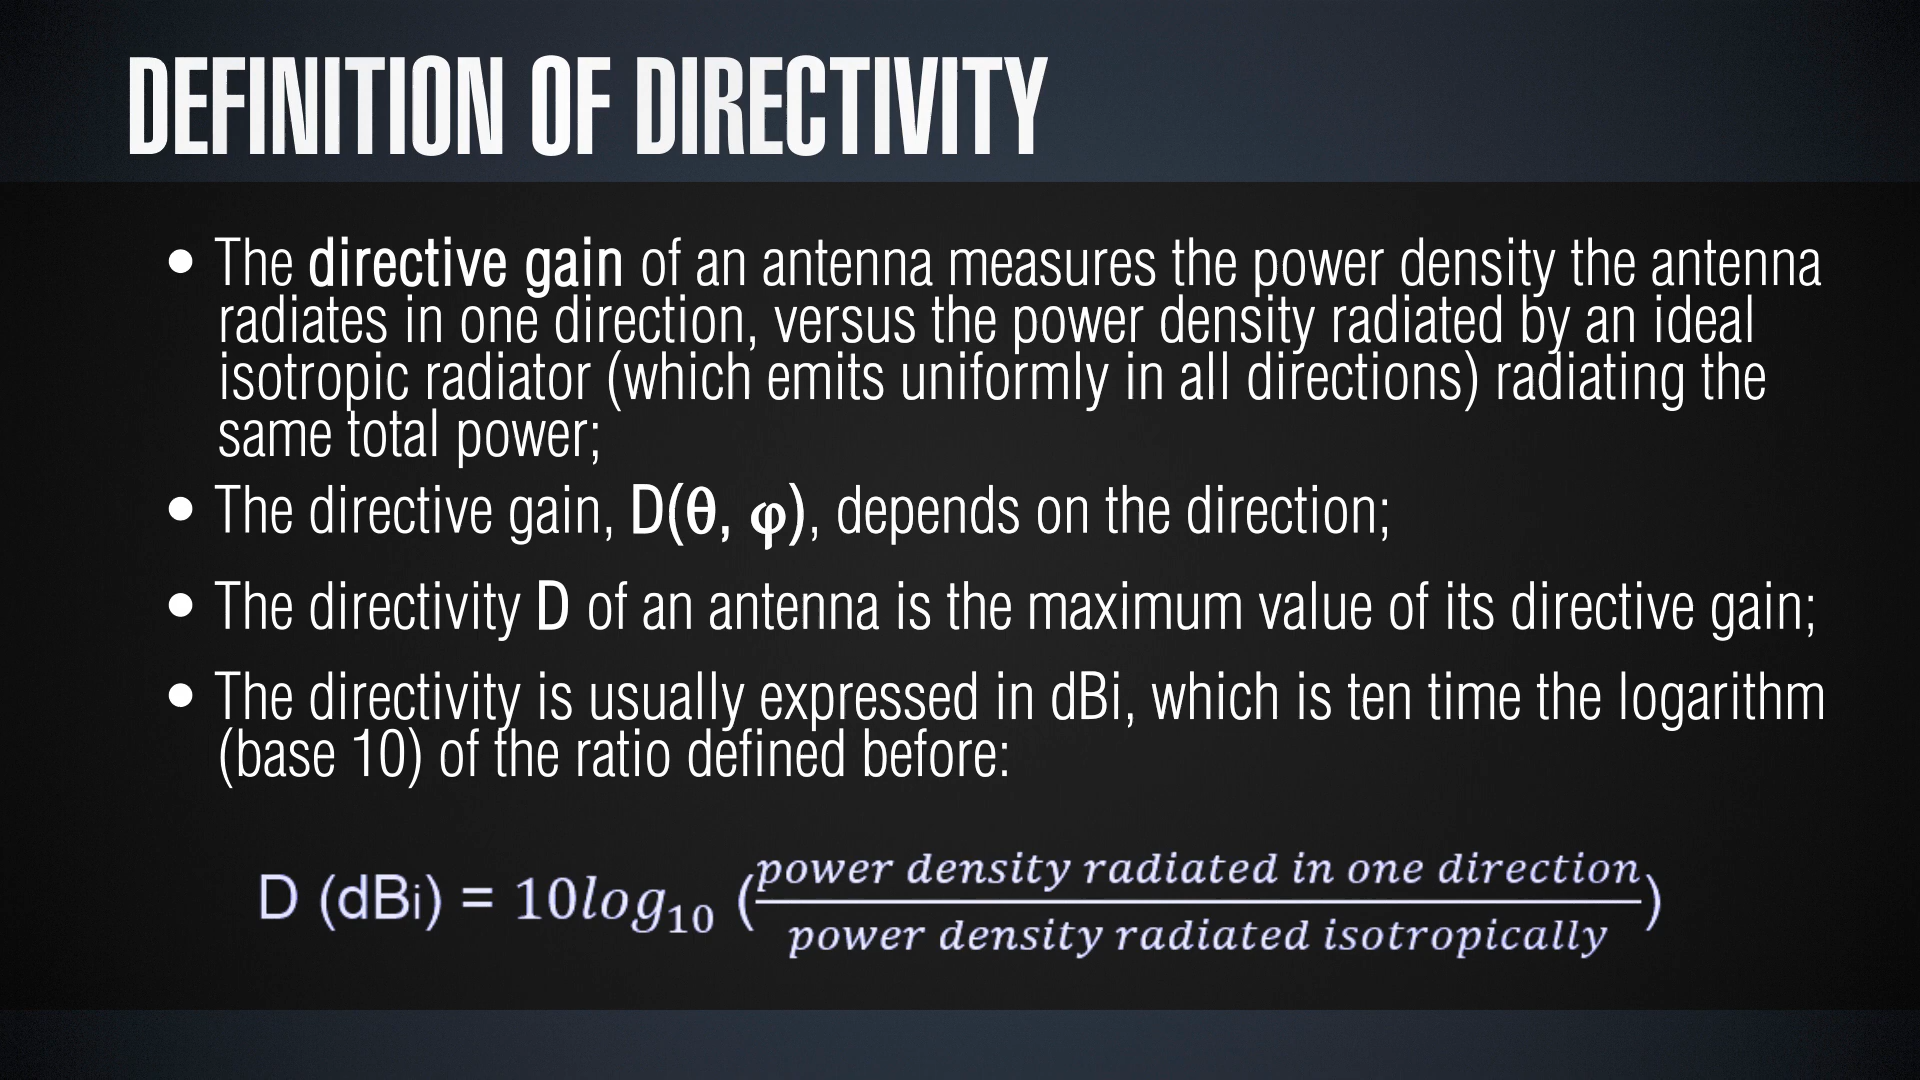 DEFINITION OF DIRECTIVITY
• The directive gain of an antenna measures the power density the antenna
radiates in one direction, versus the power density radiated by an ideal
isotropic radiator (which emits uniformly in all directions) radiating the
same total power;
• The directive gain, D(θ, φ), depends on the direction;
• The directivity D of an antenna is the maximum value of its directive gain;
• The directivity is usually expressed in dBi, which is ten time the logarithm
(base 10) of the ratio defined before:
D (dBi) = 10log₁₀ (power density radiated in one direction / power density radiated isotropically)